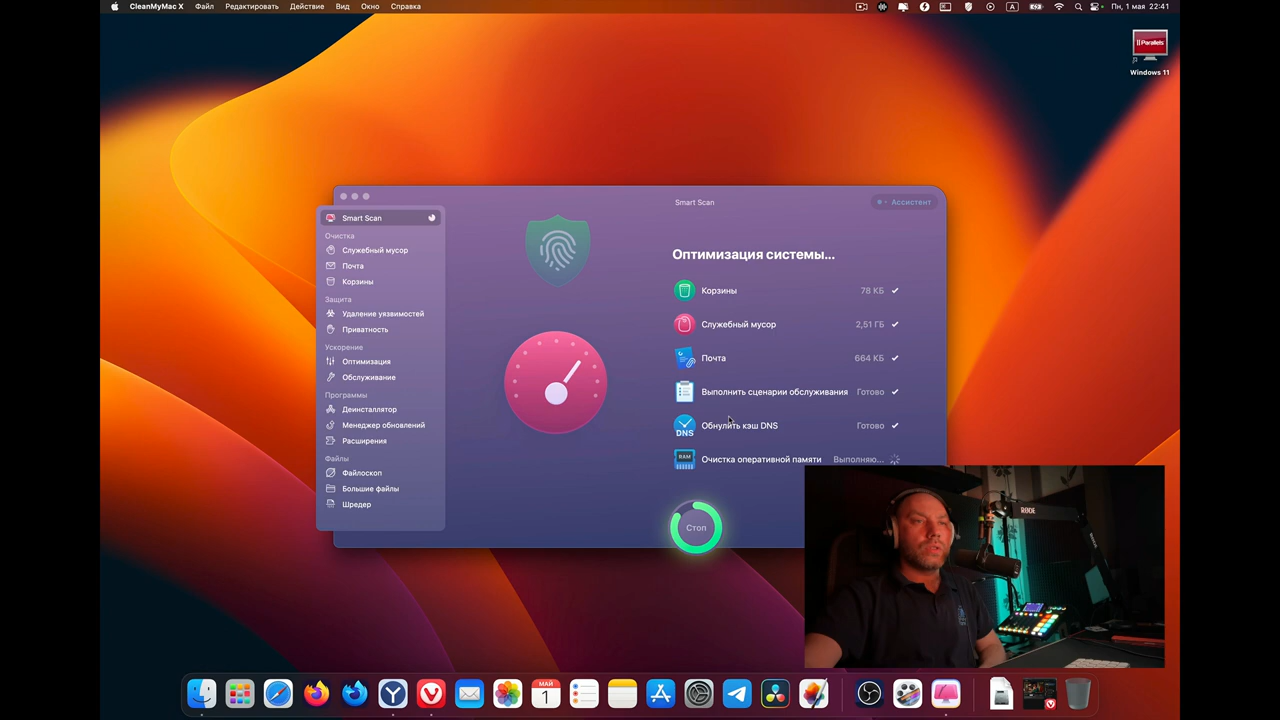 CleanMyMac X Файл Редактировать Действие Вид Окно Справка
A
Пн, 1 мая 22:41
Parallels
Windows 11
Smart Scan
Ассистент
Smart Scan
Очистка
Служебный мусор
Почта
Корзины
Защита
Удаление уязвимостей
Приватность
Ускорение
Оптимизация
Обслуживание
Программы
Деинсталлятор
Менеджер обновлений
Расширения
Файлы
Файлоскоп
Большие файлы
Шредер
Оптимизация системы...
Корзины 78 КБ
Служебный мусор 2,51 ГБ
Почта 664 КБ
Выполнить сценарии обслуживания Готово
DNS Обнулить кэш DNS Готово
RAM Очистка оперативной памяти Выполняю...
Стоп
RØDE
МАЙ
1